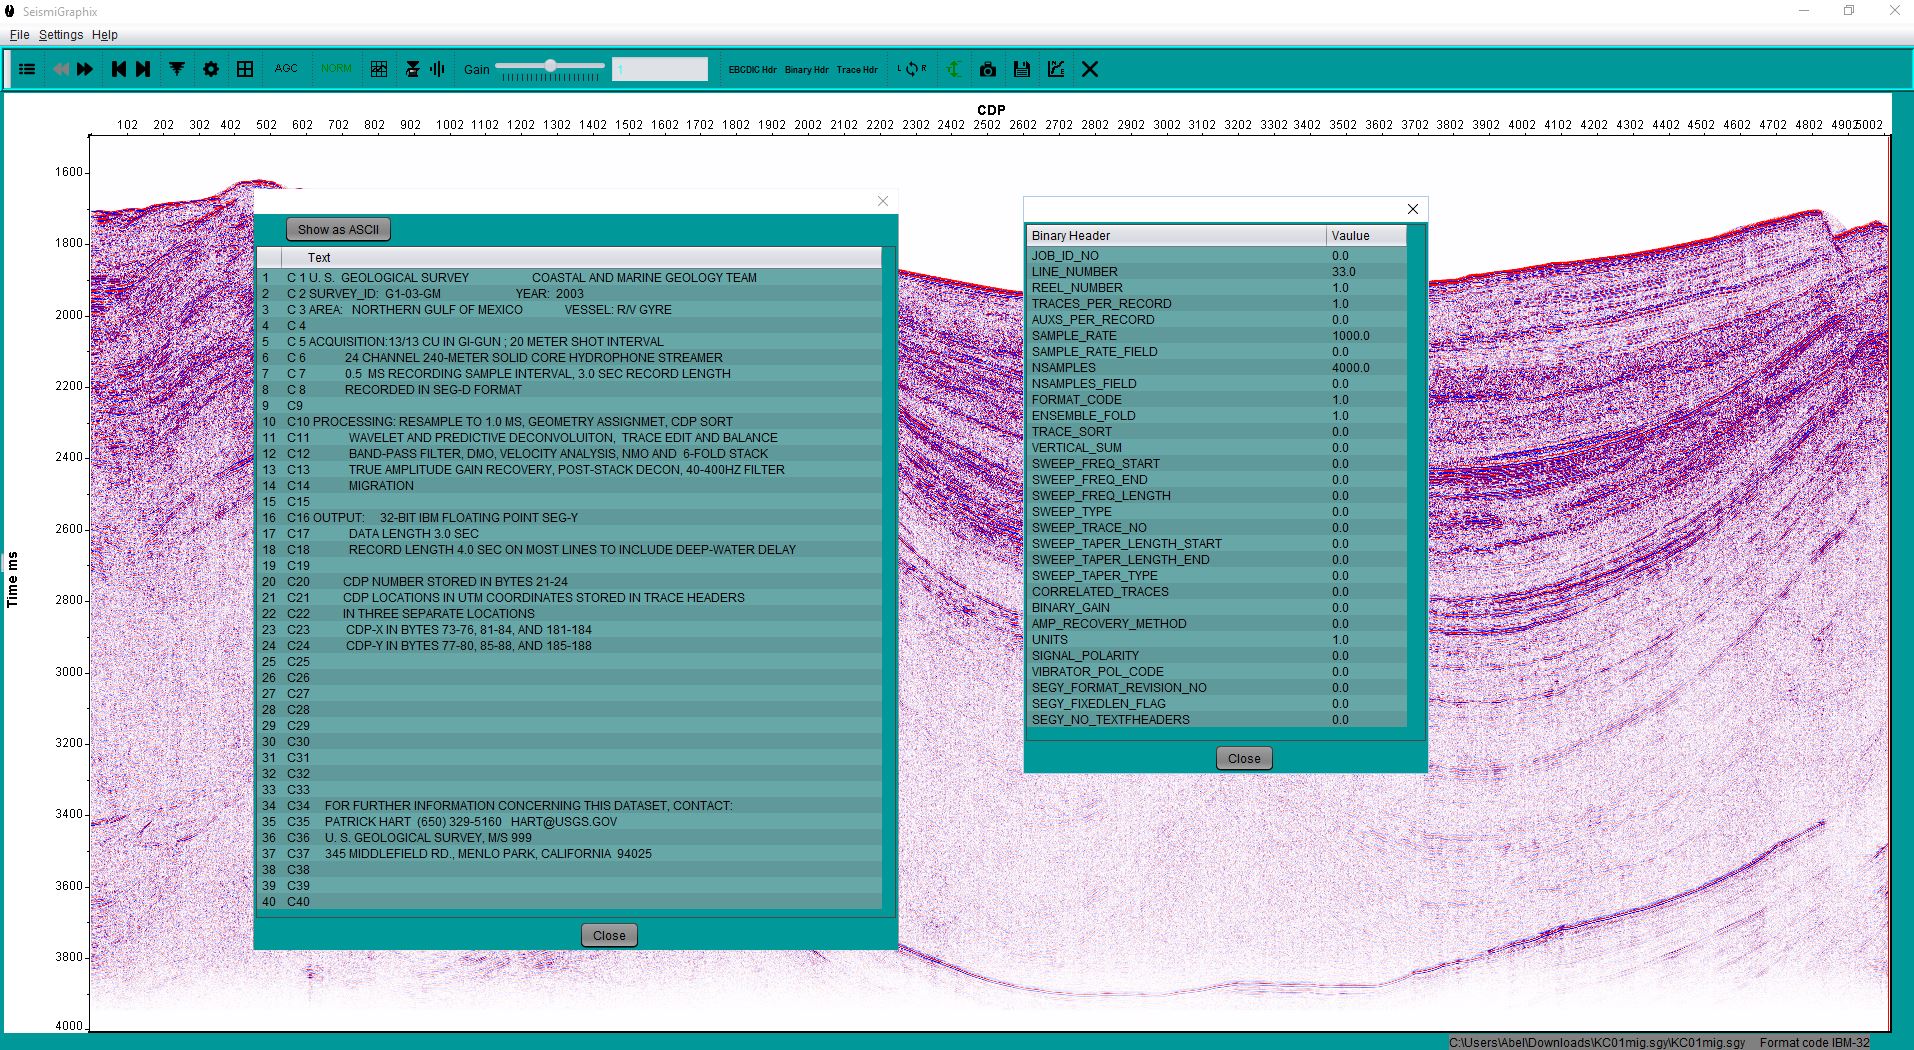 SeismiGraphix
File Settings Help
AGC NORM Gain 1 EBCDIC Hdr Binary Hdr Trace Hdr L R
CDP
102 202 302 402 502 602 702 802 902 1002 1102 1202 1302 1402 1502 1602 1702 1802 1902 2002 2102 2202 2302 2402 2502 2602 2702 2802 2902 3002 3102 3202 3302 3402 3502 3602 3702 3802 3902 4002 4102 4202 4302 4402 4502 4602 4702 4802 4902 5002
Time ms
1600
1800
2000
2200
2400
2600
2800
3000
3200
3400
3600
3800
4000
Show as ASCII
Text
1 C 1 U. S. GEOLOGICAL SURVEY COASTAL AND MARINE GEOLOGY TEAM
2 C 2 SURVEY_ID: G1-03-GM YEAR: 2003
3 C 3 AREA: NORTHERN GULF OF MEXICO VESSEL: R/V GYRE
4 C 4
5 C 5 ACQUISITION:13/13 CU IN GI-GUN ; 20 METER SHOT INTERVAL
6 C 6 24 CHANNEL 240-METER SOLID CORE HYDROPHONE STREAMER
7 C 7 0.5 MS RECORDING SAMPLE INTERVAL, 3.0 SEC RECORD LENGTH
8 C 8 RECORDED IN SEG-D FORMAT
9 C9
10 C10 PROCESSING: RESAMPLE TO 1.0 MS, GEOMETRY ASSIGNMET, CDP SORT
11 C11 WAVELET AND PREDICTIVE DECONVOLUITON, TRACE EDIT AND BALANCE
12 C12 BAND-PASS FILTER, DMO, VELOCITY ANALYSIS, NMO AND 6-FOLD STACK
13 C13 TRUE AMPLITUDE GAIN RECOVERY, POST-STACK DECON, 40-400HZ FILTER
14 C14 MIGRATION
15 C15
16 C16 OUTPUT: 32-BIT IBM FLOATING POINT SEG-Y
17 C17 DATA LENGTH 3.0 SEC
18 C18 RECORD LENGTH 4.0 SEC ON MOST LINES TO INCLUDE DEEP-WATER DELAY
19 C19
20 C20 CDP NUMBER STORED IN BYTES 21-24
21 C21 CDP LOCATIONS IN UTM COORDINATES STORED IN TRACE HEADERS
22 C22 IN THREE SEPARATE LOCATIONS
23 C23 CDP-X IN BYTES 73-76, 81-84, AND 181-184
24 C24 CDP-Y IN BYTES 77-80, 85-88, AND 185-188
25 C25
26 C26
27 C27
28 C28
29 C29
30 C30
31 C31
32 C32
33 C33
34 C34 FOR FURTHER INFORMATION CONCERNING THIS DATASET, CONTACT:
35 C35 PATRICK HART (650) 329-5160 HART@USGS.GOV
36 C36 U. S. GEOLOGICAL SURVEY, M/S 999
37 C37 345 MIDDLEFIELD RD., MENLO PARK, CALIFORNIA 94025
38 C38
39 C39
40 C40
Close
Binary Header Vaulue
JOB_ID_NO 0.0
LINE_NUMBER 33.0
REEL_NUMBER 1.0
TRACES_PER_RECORD 1.0
AUXS_PER_RECORD 0.0
SAMPLE_RATE 1000.0
SAMPLE_RATE_FIELD 0.0
NSAMPLES 4000.0
NSAMPLES_FIELD 0.0
FORMAT_CODE 1.0
ENSEMBLE_FOLD 1.0
TRACE_SORT 0.0
VERTICAL_SUM 0.0
SWEEP_FREQ_START 0.0
SWEEP_FREQ_END 0.0
SWEEP_FREQ_LENGTH 0.0
SWEEP_TYPE 0.0
SWEEP_TRACE_NO 0.0
SWEEP_TAPER_LENGTH_START 0.0
SWEEP_TAPER_LENGTH_END 0.0
SWEEP_TAPER_TYPE 0.0
CORRELATED_TRACES 0.0
BINARY_GAIN 0.0
AMP_RECOVERY_METHOD 0.0
UNITS 1.0
SIGNAL_POLARITY 0.0
VIBRATOR_POL_CODE 0.0
SEGY_FORMAT_REVISION_NO 0.0
SEGY_FIXEDLEN_FLAG 0.0
SEGY_NO_TEXTFHEADERS 0.0
Close
C:\Users\Abel\Downloads\KC01mig.sgy\KC01mig.sgy Format code IBM-32